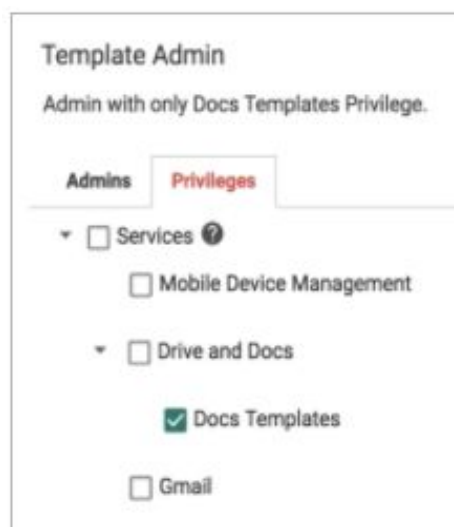 Template Admin
Admin with only Docs Templates Privilege.
Admins Privileges
Services ?
Mobile Device Management
Drive and Docs
Docs Templates
Gmail